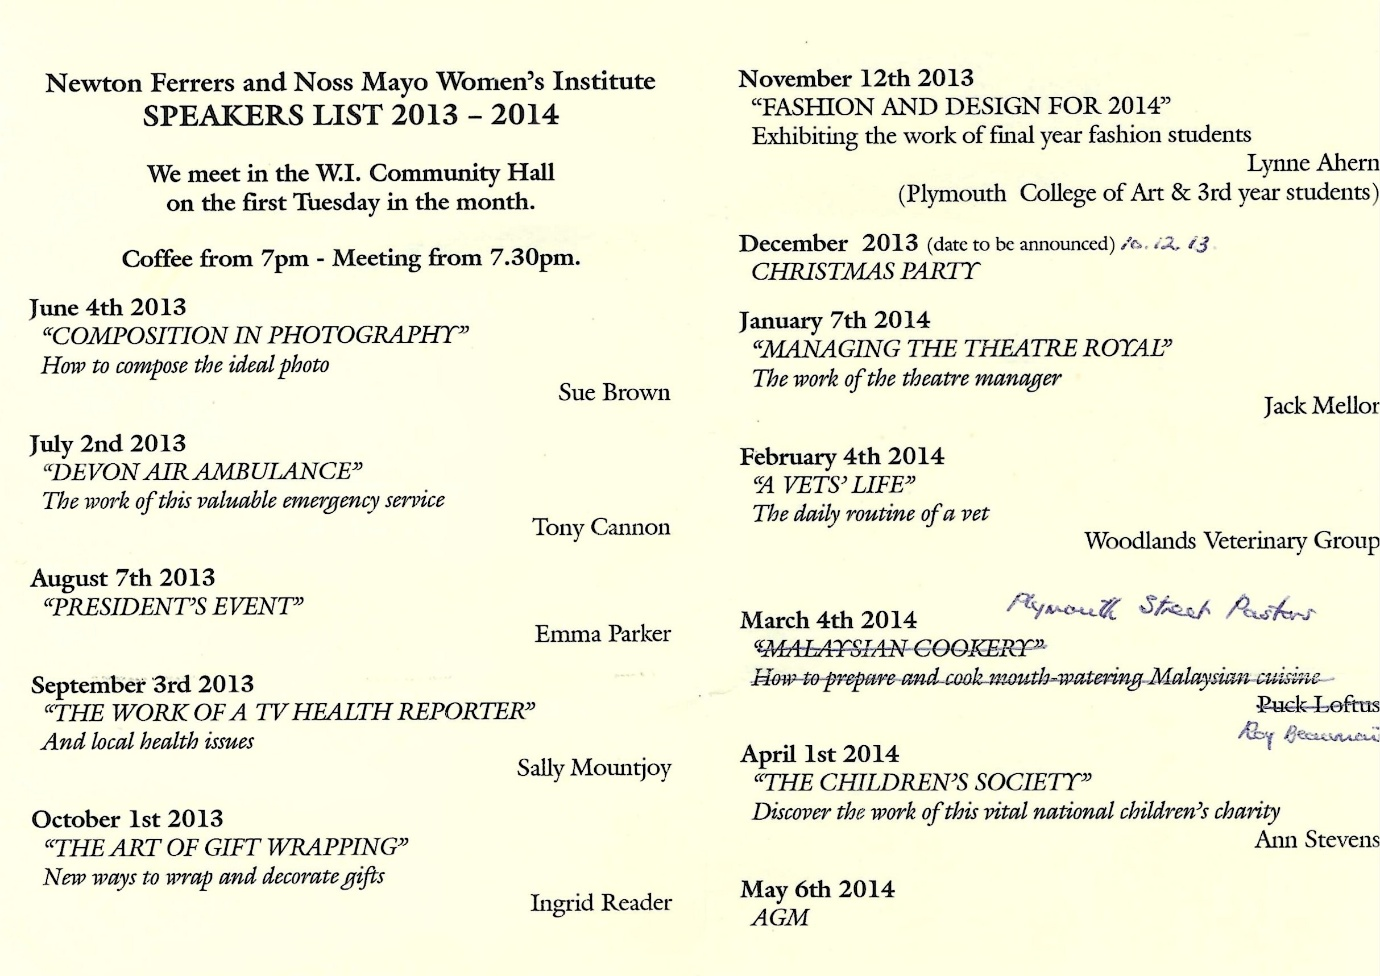 Newton Ferrers and Noss Mayo Women's Institute
SPEAKERS LIST 2013 – 2014
We meet in the W.I. Community Hall
on the first Tuesday in the month.
Coffee from 7pm - Meeting from 7.30pm.
June 4th 2013
“COMPOSITION IN PHOTOGRAPHY”
How to compose the ideal photo
Sue Brown
July 2nd 2013
“DEVON AIR AMBULANCE”
The work of this valuable emergency service
Tony Cannon
August 7th 2013
“PRESIDENT'S EVENT”
Emma Parker
September 3rd 2013
“THE WORK OF A TV HEALTH REPORTER”
And local health issues
Sally Mountjoy
October 1st 2013
“THE ART OF GIFT WRAPPING”
New ways to wrap and decorate gifts
Ingrid Reader
November 12th 2013
“FASHION AND DESIGN FOR 2014”
Exhibiting the work of final year fashion students
Lynne Ahern
(Plymouth College of Art & 3rd year students)
December 2013 (date to be announced) 10.12.13.
CHRISTMAS PARTY
January 7th 2014
“MANAGING THE THEATRE ROYAL”
The work of the theatre manager
Jack Mellor
February 4th 2014
“A VETS' LIFE”
The daily routine of a vet
Woodlands Veterinary Group
Plymouth Street Pastors
March 4th 2014
“MALAYSIAN COOKERY”
How to prepare and cook mouth-watering Malaysian cuisine
Puck Loftus
Roy
April 1st 2014
“THE CHILDREN'S SOCIETY”
Discover the work of this vital national children's charity
Ann Stevens
May 6th 2014
AGM